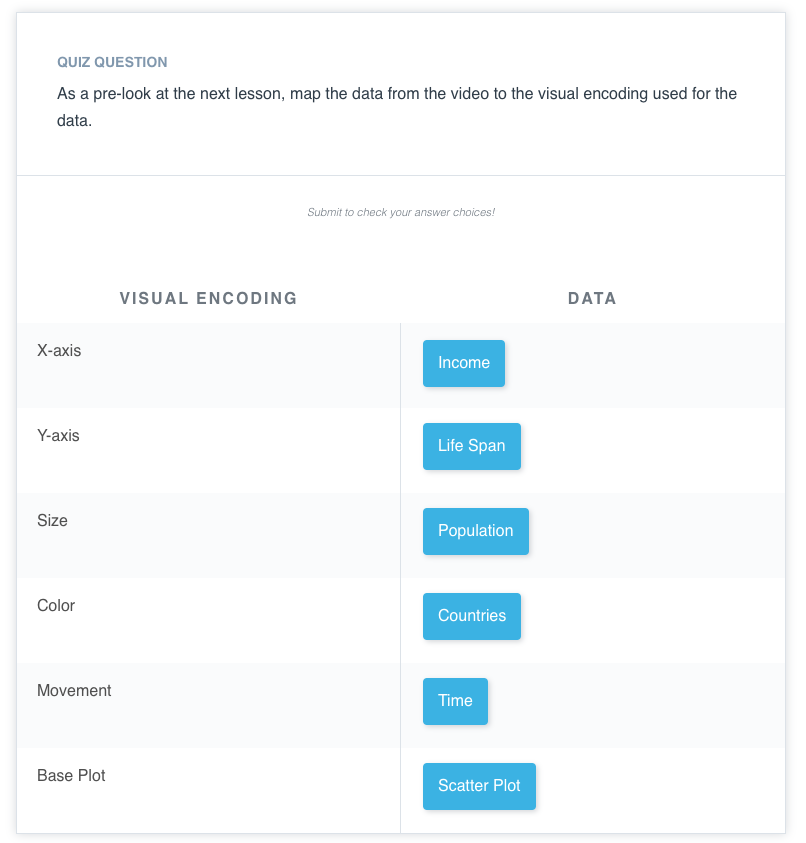 QUIZ QUESTION
As a pre-look at the next lesson, map the data from the video to the visual encoding used for the
data.
Submit to check your answer choices!
VISUAL ENCODING DATA
X-axis Income
Y-axis Life Span
Size Population
Color Countries
Movement Time
Base Plot Scatter Plot